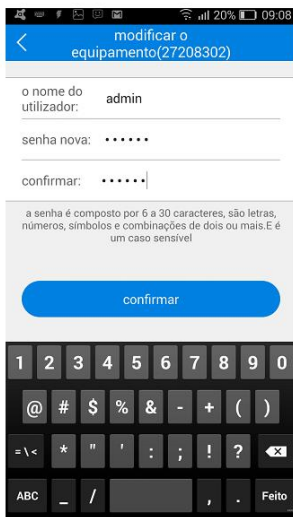 20% 09:08
modificar o
equipamento(27208302)
o nome do
utilizador:
admin
senha nova: ••••••
confirmar: ••••••
a senha é composto por 6 a 30 caracteres, são letras,
números, símbolos e combinações de dois ou mais.E é
um caso sensível
confirmar
1 2 3 4 5 6 7 8 9 0
@ # $ % & - + ( )
= \ < * " ' : ; ! ?
ABC _ / , . Feito